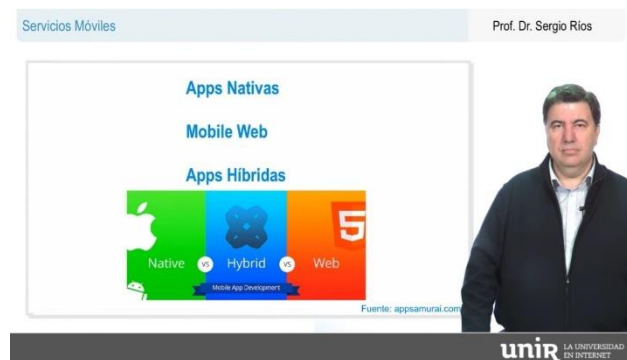 Servicios Móviles
Prof. Dr. Sergio Ríos
Apps Nativas
Mobile Web
Apps Híbridas
Native vs Hybrid vs Web
Mobile App Development
Fuente: appsamurai.com
unir LA UNIVERSIDAD
EN INTERNET